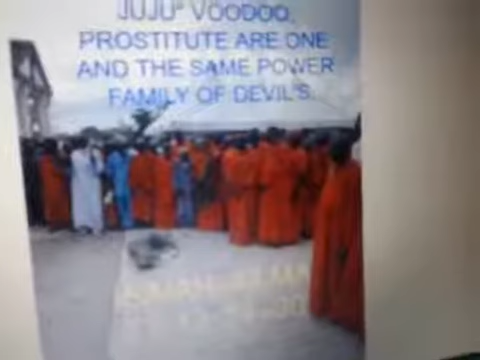 JUJU' VOODOO,
PROSTITUTE ARE ONE
AND THE SAME POWER
FAMILY OF DEVIL'S.